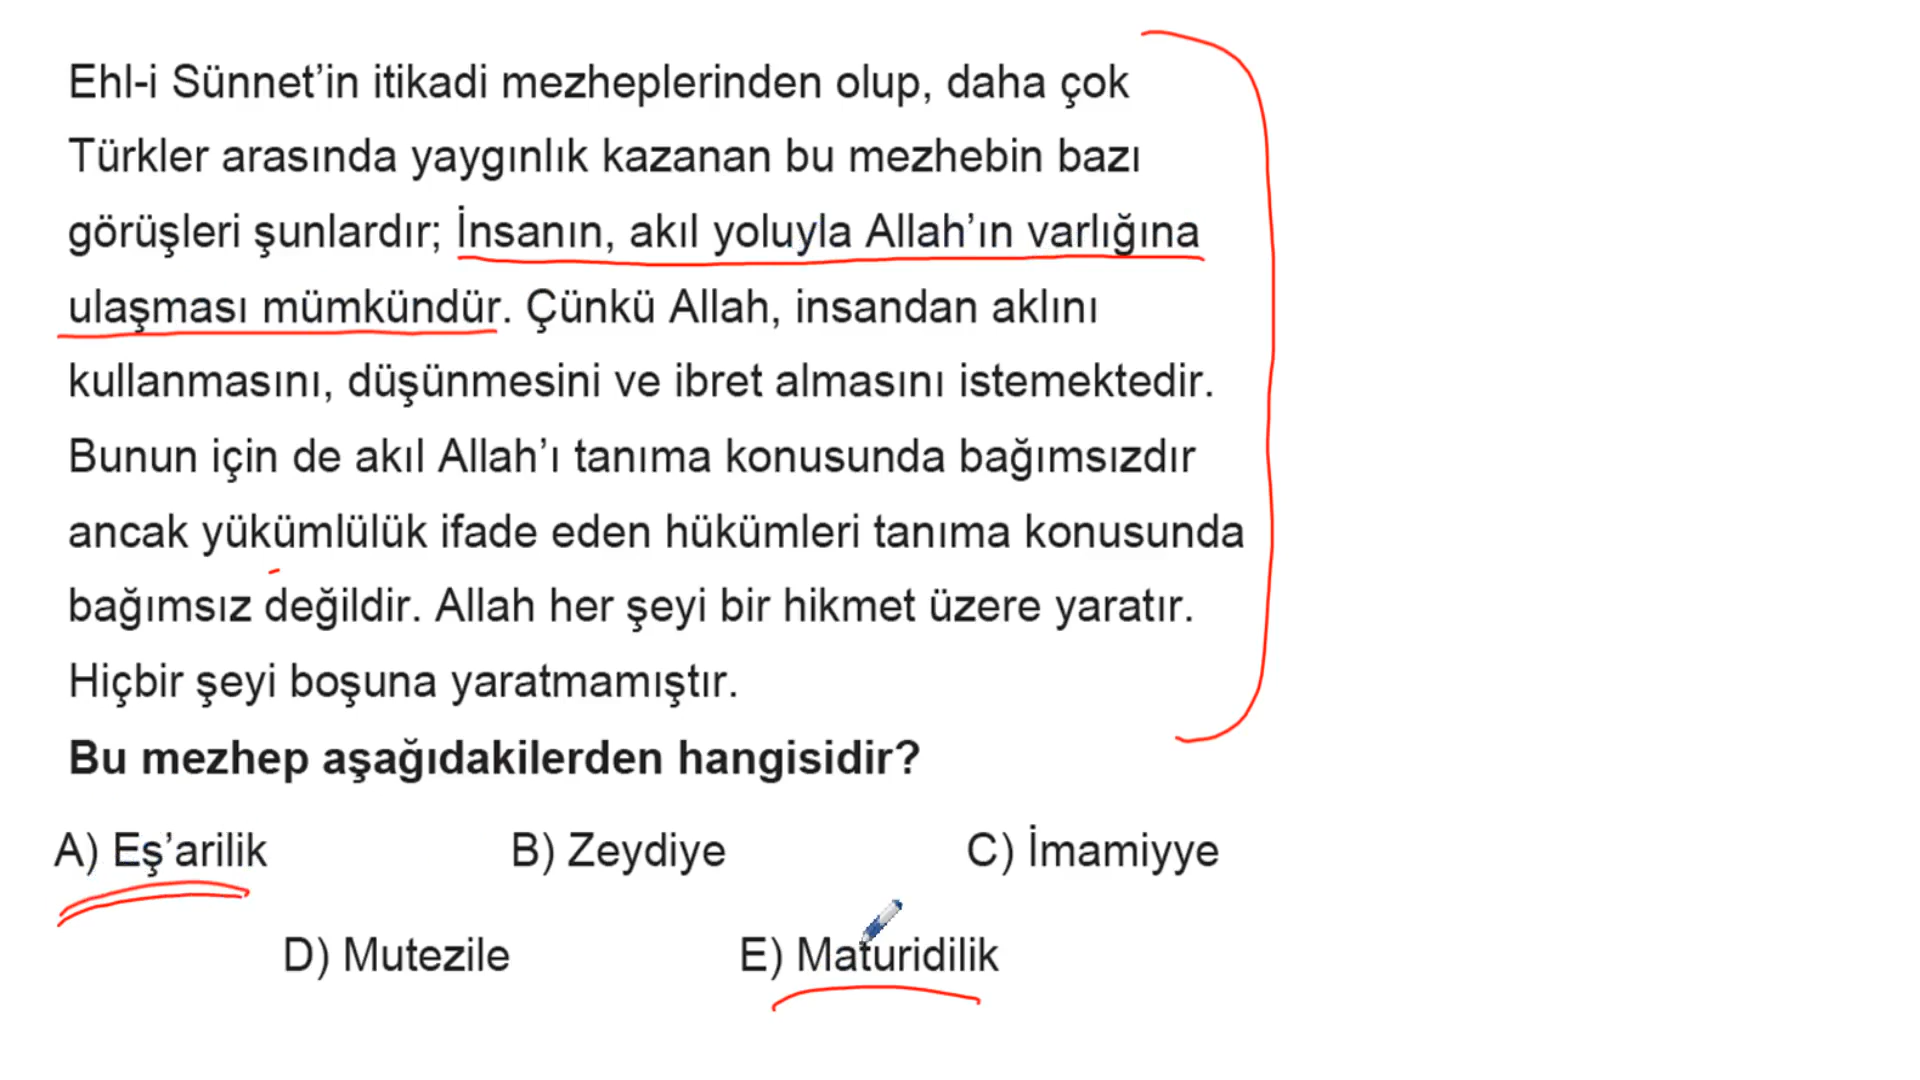 Ehl-i Sünnet’in itikadi mezheplerinden olup, daha çok
Türkler arasında yaygınlık kazanan bu mezhebin bazı
görüşleri şunlardır; İnsanın, akıl yoluyla Allah’ın varlığına
ulaşması mümkündür. Çünkü Allah, insandan aklını
kullanmasını, düşünmesini ve ibret almasını istemektedir.
Bunun için de akıl Allah’ı tanıma konusunda bağımsızdır
ancak yükümlülük ifade eden hükümleri tanıma konusunda
bağımsız değildir. Allah her şeyi bir hikmet üzere yaratır.
Hiçbir şeyi boşuna yaratmamıştır.
Bu mezhep aşağıdakilerden hangisidir?
A) Eş’arilik B) Zeydiye C) İmamiyye
D) Mutezile E) Maturidilik